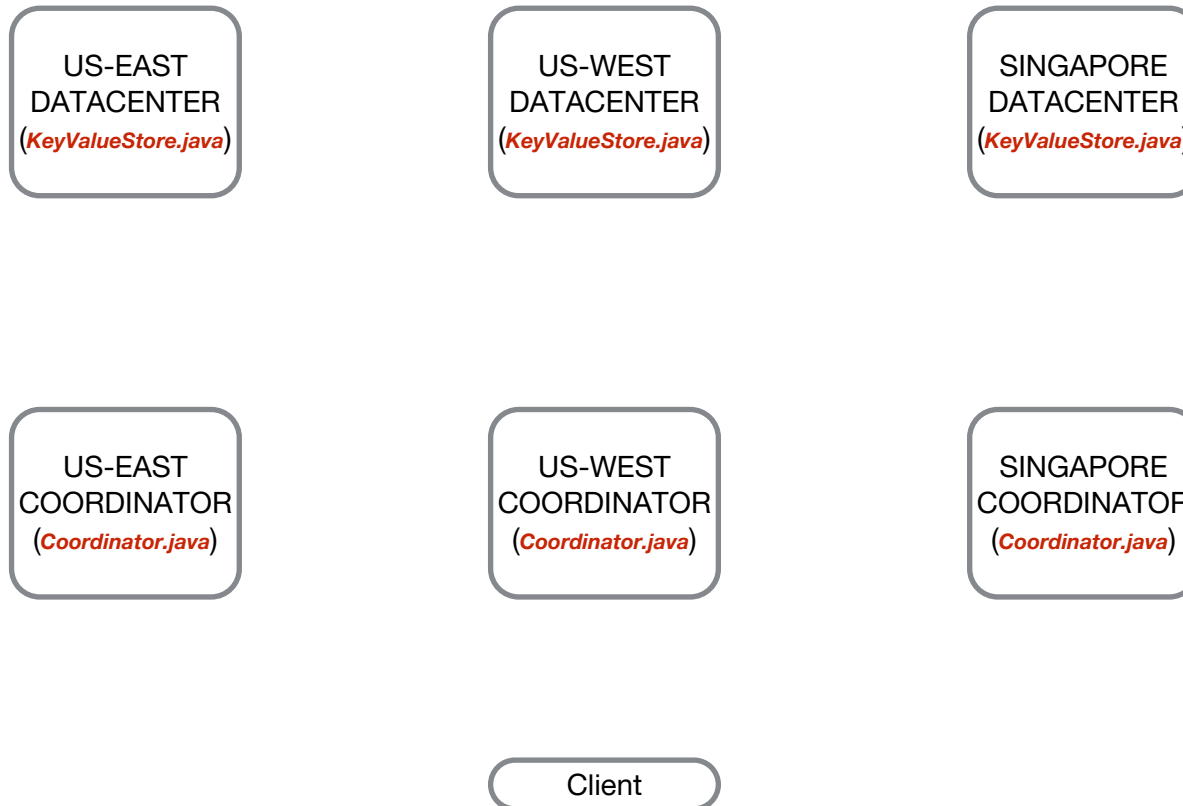 US-EAST
DATACENTER
(KeyValueStore.java)
US-WEST
DATACENTER
(KeyValueStore.java)
SINGAPORE
DATACENTER
(KeyValueStore.java)
US-EAST
COORDINATOR
(Coordinator.java)
US-WEST
COORDINATOR
(Coordinator.java)
SINGAPORE
COORDINATOR
(Coordinator.java)
Client